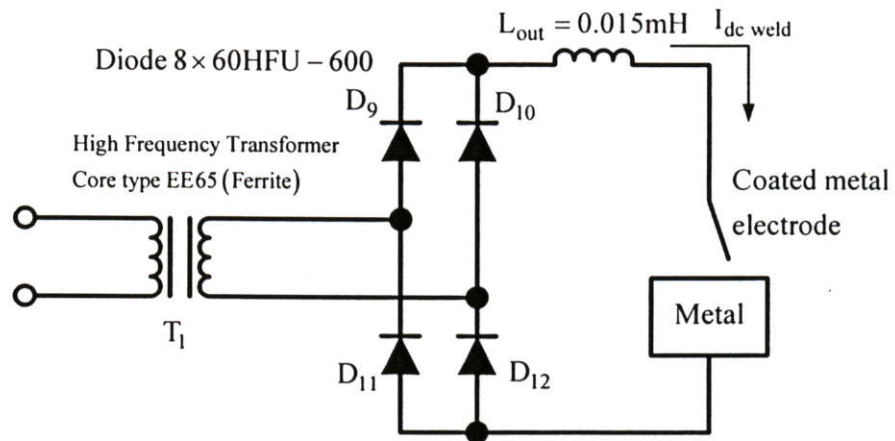 L_out = 0.015mH
I_dc weld
Diode 8 × 60HFU − 600
D_9
D_10
High Frequency Transformer
Core type EE65 (Ferrite)
Coated metal
electrode
Metal
T_1
D_11
D_12